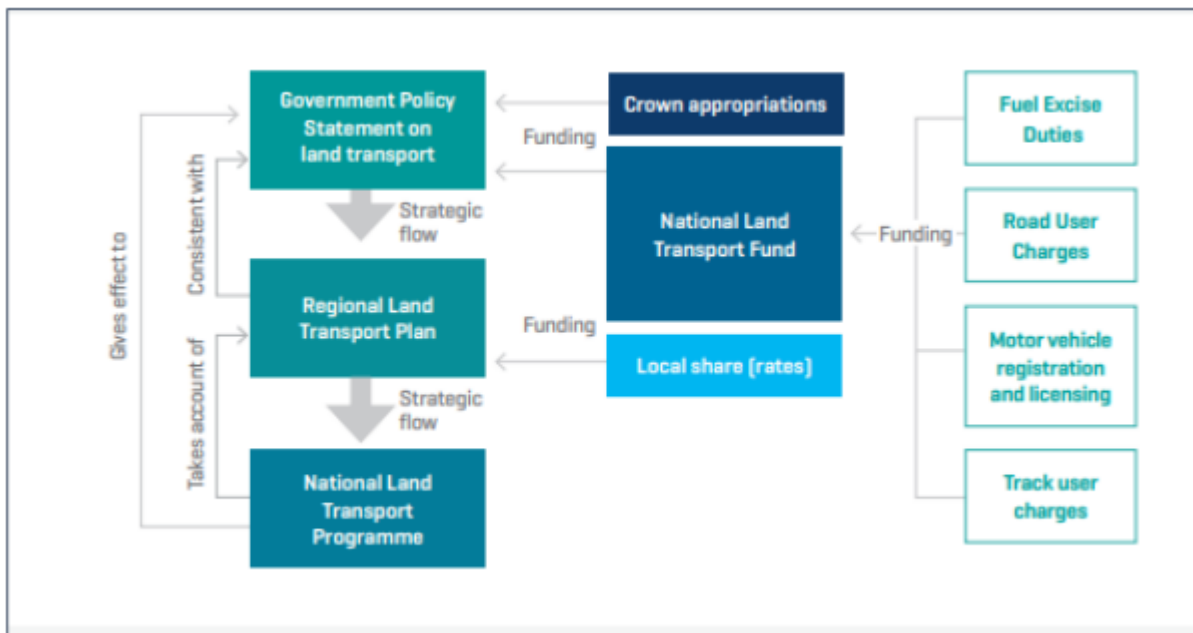 Government Policy
Statement on
land transport
Crown appropriations
Fuel Excise
Duties
Funding
Consistent with
Strategic
flow
National Land
Transport Fund
Funding
Road User
Charges
Gives effect to
Regional Land
Transport Plan
Funding
Local share (rates)
Motor vehicle
registration
and licensing
Takes account of
Strategic
flow
National Land
Transport
Programme
Track user
charges